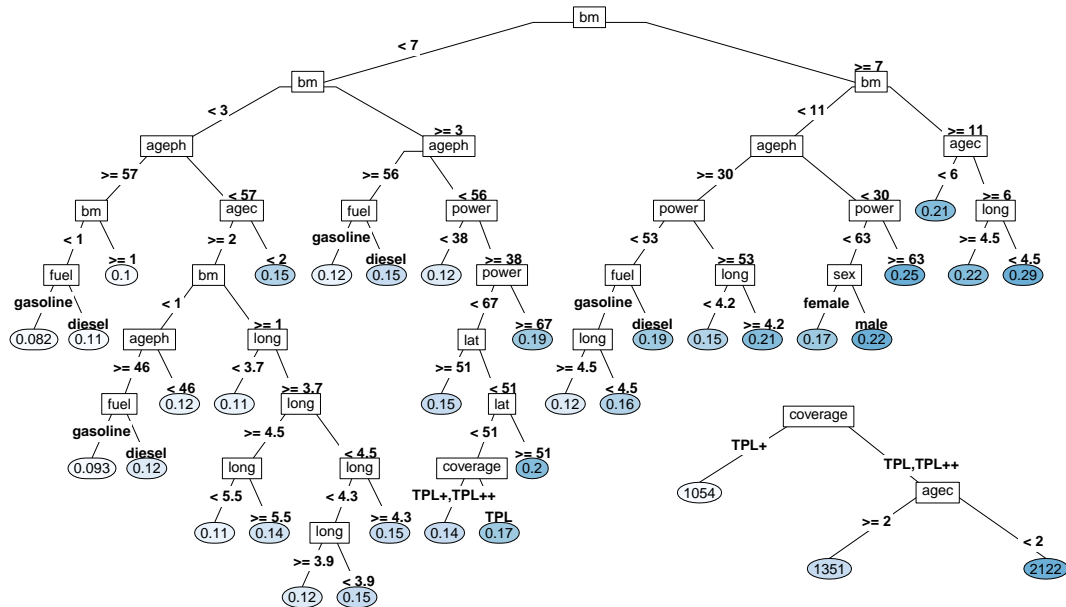 bm
< 7
>= 7
bm
bm
< 3
>= 3
< 11
>= 11
ageph
ageph
ageph
agec
>= 57
< 57
>= 56
< 56
>= 30
< 30
< 6
>= 6
bm
agec
fuel
power
power
power
0.21
long
< 1
>= 1
>= 2
< 2
gasoline
diesel
< 38
>= 38
< 53
>= 53
< 63
>= 63
>= 4.5
< 4.5
fuel
0.1
bm
0.15
0.12
0.15
0.12
power
fuel
long
sex
0.25
0.22
0.29
gasoline
diesel
< 1
>= 1
< 67
>= 67
gasoline
diesel
< 4.2
>= 4.2
female
male
0.082
0.11
ageph
long
lat
0.19
long
0.19
0.15
0.21
0.17
0.22
>= 46
< 46
< 3.7
>= 3.7
>= 51
< 51
>= 4.5
< 4.5
fuel
0.12
0.11
long
0.15
lat
0.12
0.16
coverage
gasoline
diesel
>= 4.5
< 4.5
< 51
>= 51
TPL+
TPL,TPL++
0.093
0.12
long
long
coverage
0.2
1054
agec
< 5.5
>= 5.5
< 4.3
>= 4.3
TPL+,TPL++
TPL
>= 2
< 2
0.11
0.14
long
0.15
0.14
0.17
1351
2122
>= 3.9
< 3.9
0.12
0.15